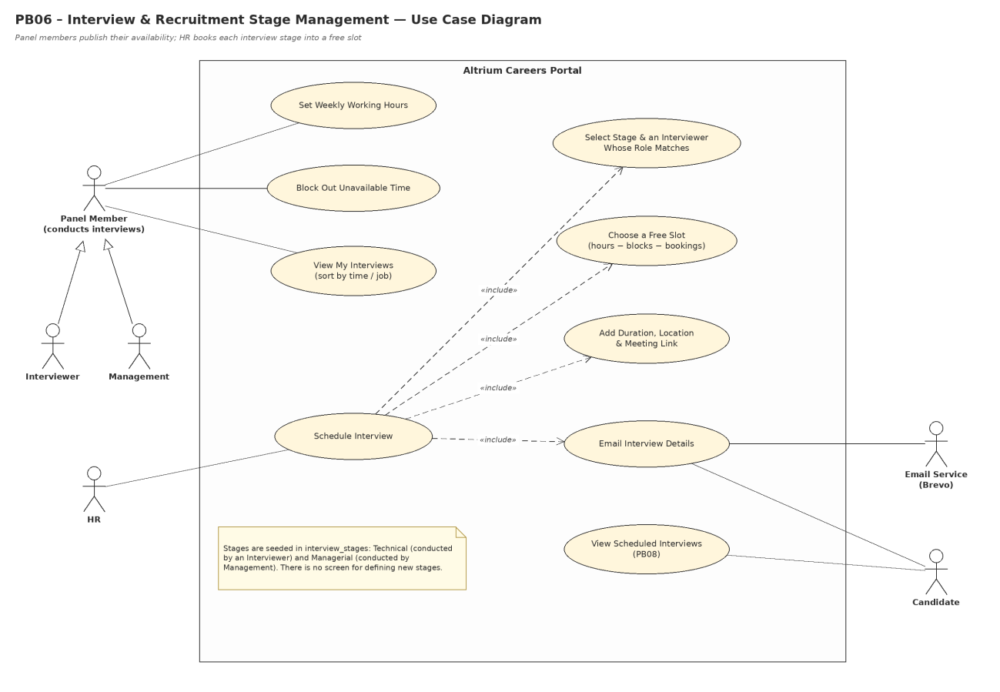 PB06 – Interview & Recruitment Stage Management — Use Case Diagram
Panel members publish their availability; HR books each interview stage into a free slot
Altrium Careers Portal
Set Weekly Working Hours
Select Stage & an Interviewer
Whose Role Matches
Block Out Unavailable Time
Panel Member
(conducts interviews)
Choose a Free Slot
(hours − blocks − bookings)
View My Interviews
(sort by time / job)
«include»
«include»
Add Duration, Location
& Meeting Link
Interviewer
Management
«include»
Schedule Interview
«include»
Email Interview Details
Email Service
(Brevo)
HR
Stages are seeded in interview_stages: Technical (conducted
by an Interviewer) and Managerial (conducted by
Management). There is no screen for defining new stages.
View Scheduled Interviews
(PB08)
Candidate